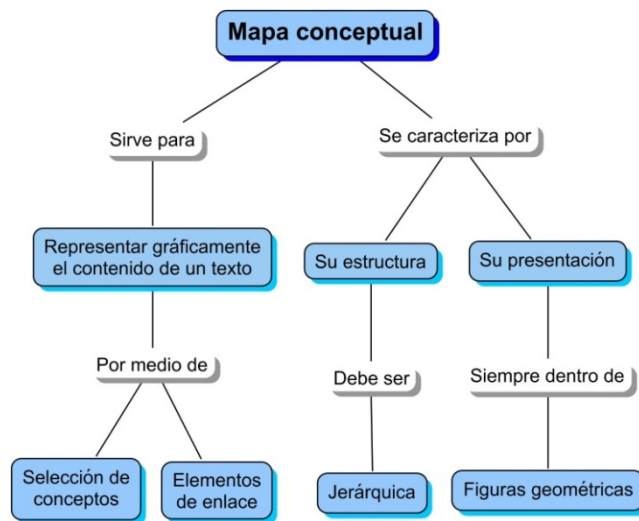 Mapa conceptual
Sirve para
Se caracteriza por
Representar gráficamente
el contenido de un texto
Su estructura
Su presentación
Por medio de
Debe ser
Siempre dentro de
Selección de
conceptos
Elementos
de enlace
Jerárquica
Figuras geométricas